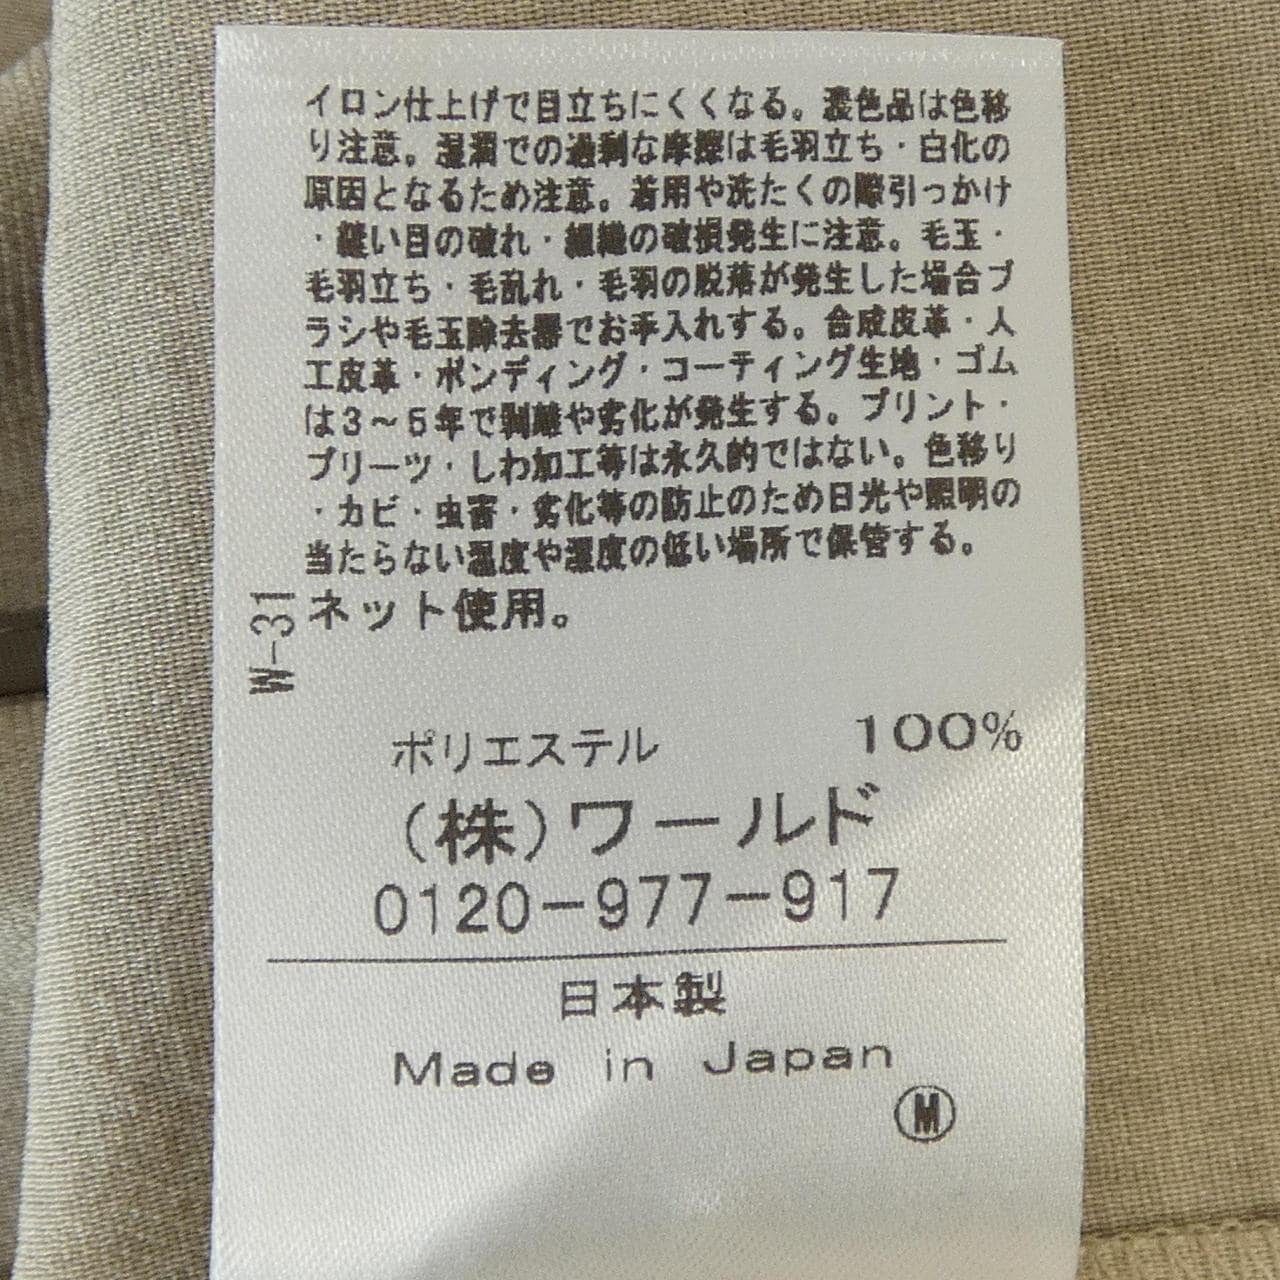 イロン仕上げで目立ちにくくなる。濃色品は色移
り注意。湿潤での過剰な摩擦は毛羽立ち・白化の
原因となるため注意。着用や洗たくの際引っかけ
・縫い目の破れ・組織の破損発生に注意。毛玉・
毛羽立ち・毛乱れ・毛羽の脱落が発生した場合ブ
ラシや毛玉除去器でお手入れする。合成皮革・人
工皮革・ボンディング・コーティング生地・ゴム
は3～5年で剥離や劣化が発生する。プリント・
プリーツ・しわ加工等は永久的ではない。色移り
・カビ・虫害・劣化等の防止のため日光や照明の
当たらない温度や湿度の低い場所で保管する。
ネット使用。
W-31
ポリエステル 100%
(株)ワールド
0120-977-917
日本製
Made in Japan
Ⓜ